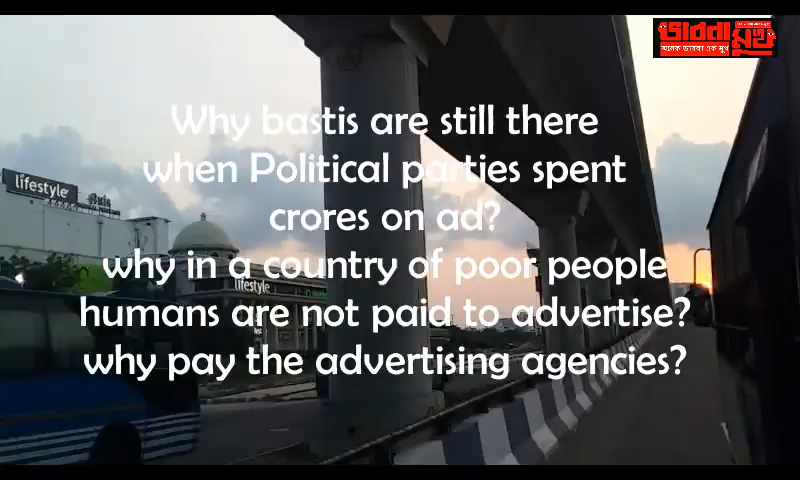 Why bastis are still there
when Political parties spent
crores on ad?
why in a country of poor people
humans are not paid to advertise?
why pay the advertising agencies?
lifestyle
lifestyle
মুখ